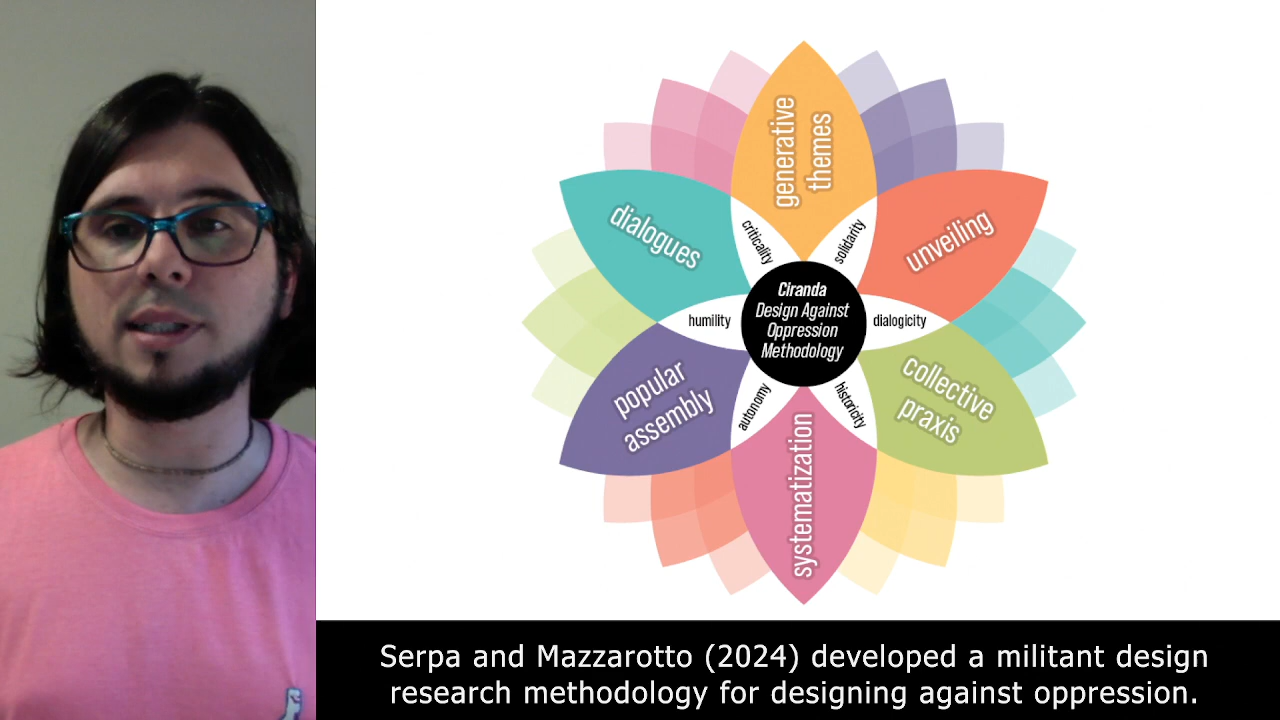 generative
themes
dialogues
unveiling
criticality
solidarity
Ciranda
Design Against
Oppression
Methodology
humility
dialogicity
popular
assembly
collective
praxis
autonomy
historicity
systematization
Serpa and Mazzarotto (2024) developed a militant design
research methodology for designing against oppression.